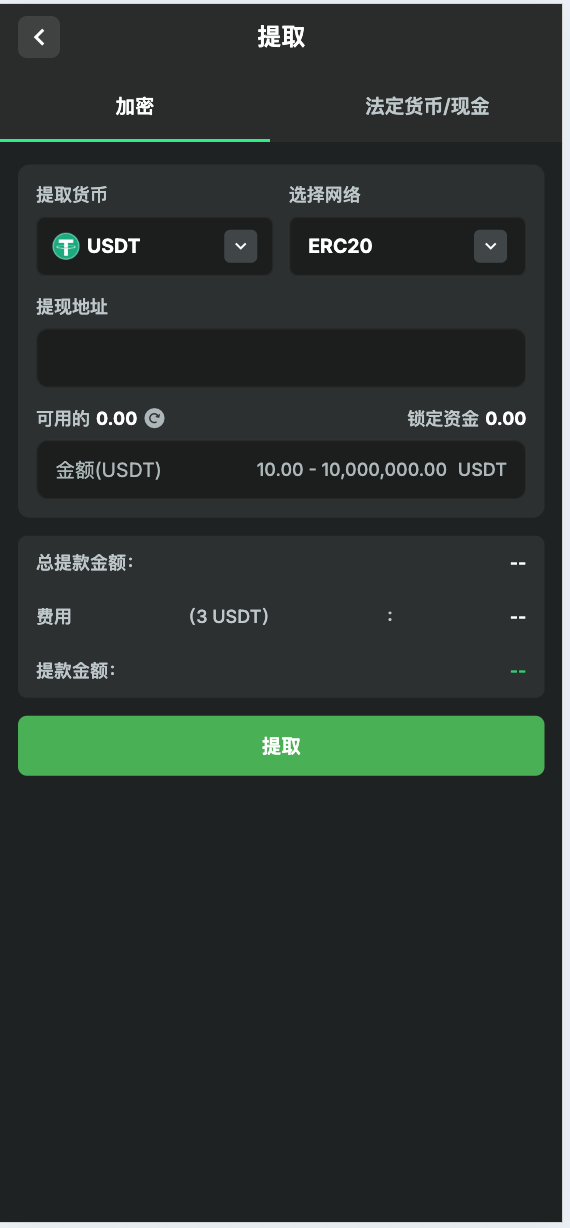 提取
加密 法定货币/现金
提取货币 选择网络
USDT ERC20
提现地址
可用的 0.00 锁定资金 0.00
金额(USDT) 10.00 - 10,000,000.00 USDT
总提款金额: --
费用 (3 USDT) : --
提款金额: --
提取